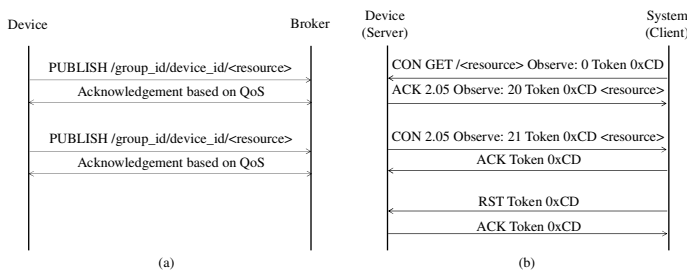 Device
Broker
PUBLISH /group_id/device_id/<resource>
Acknowledgement based on QoS
PUBLISH /group_id/device_id/<resource>
Acknowledgement based on QoS
(a)
Device
(Server)
System
(Client)
CON GET /<resource> Observe: 0 Token 0xCD
ACK 2.05 Observe: 20 Token 0xCD <resource>
CON 2.05 Observe: 21 Token 0xCD <resource>
ACK Token 0xCD
RST Token 0xCD
ACK Token 0xCD
(b)